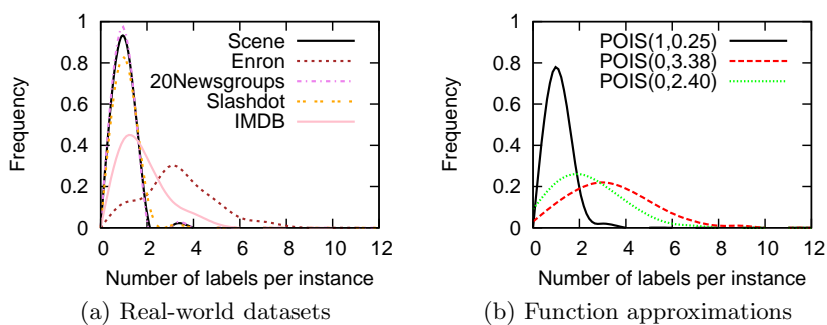 1
0.8
0.6
0.4
0.2
0
0 2 4 6 8 10 12
Frequency
Number of labels per instance
Scene
Enron
20Newsgroups
Slashdot
IMDB
(a) Real-world datasets
1
0.8
0.6
0.4
0.2
0
0 2 4 6 8 10 12
Frequency
Number of labels per instance
POIS(1,0.25)
POIS(0,3.38)
POIS(0,2.40)
(b) Function approximations